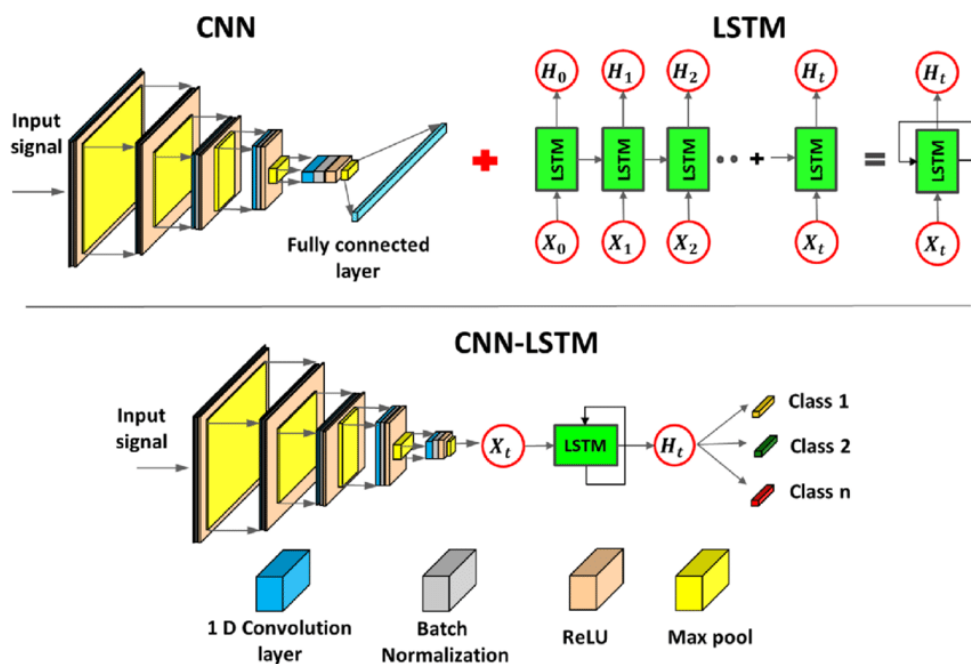 CNN
LSTM
Input
signal
Fully connected
layer
+
H₀
H₁
H₂
Hₜ
Hₜ
LSTM
LSTM
LSTM
+
LSTM
=
LSTM
X₀
X₁
X₂
Xₜ
Xₜ
CNN-LSTM
Input
signal
Xₜ
LSTM
Hₜ
Class 1
Class 2
Class n
1 D Convolution
layer
Batch
Normalization
ReLU
Max pool